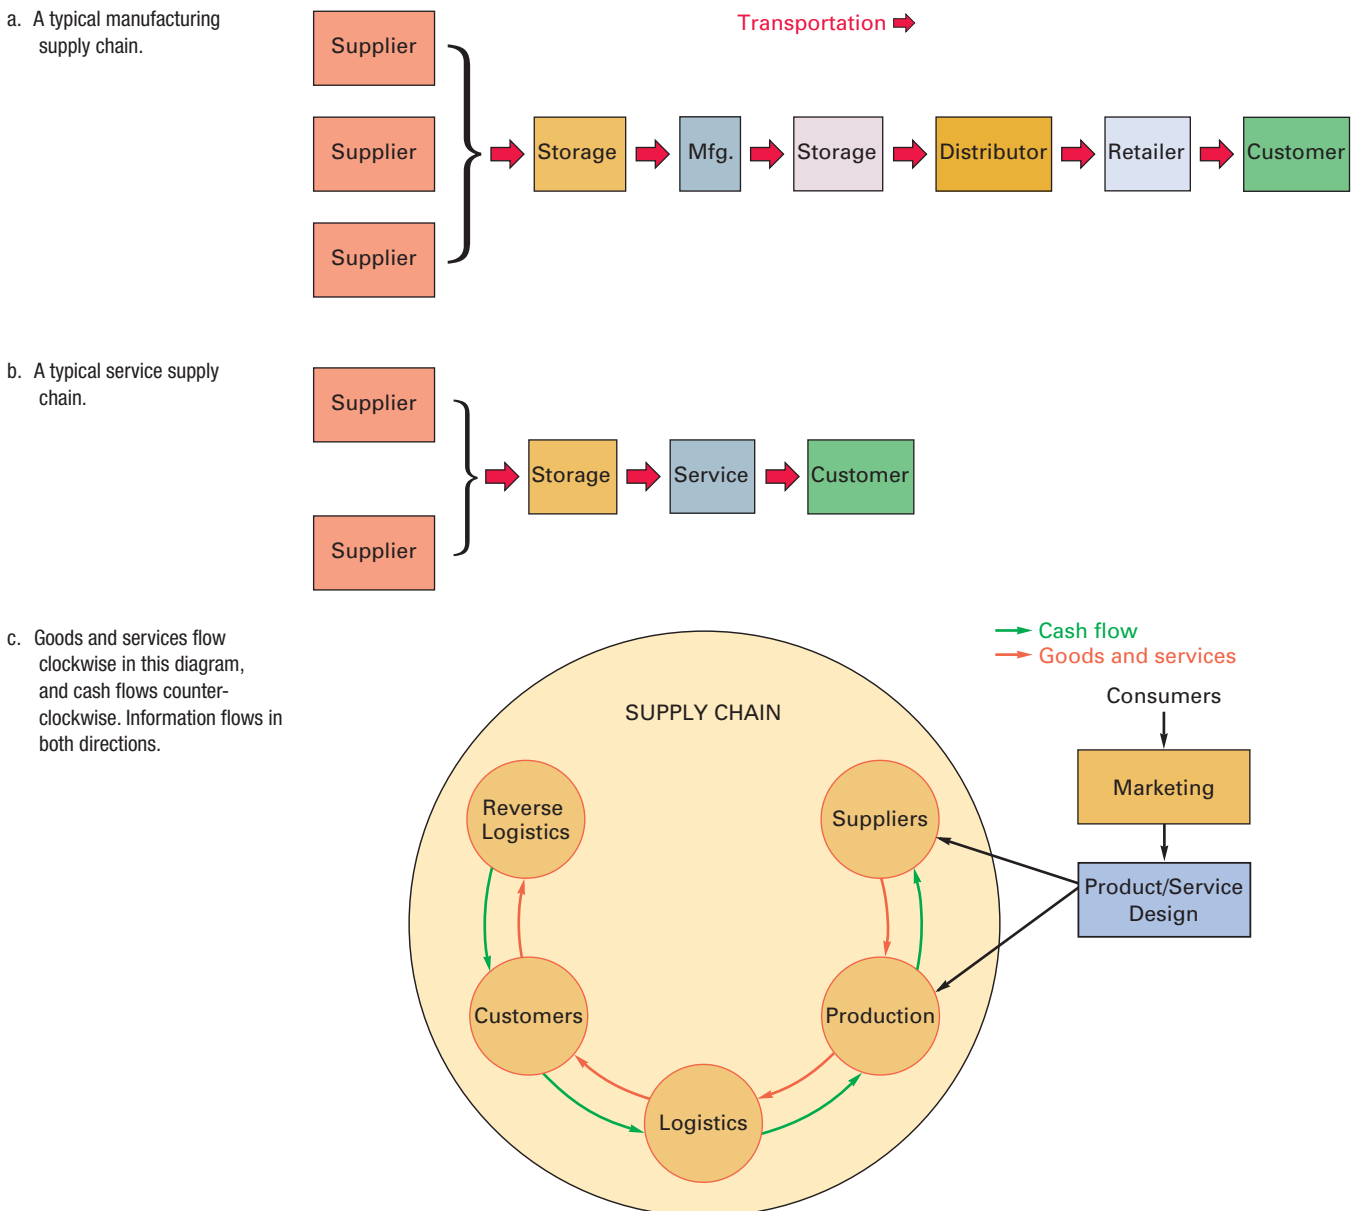 a. A typical manufacturing
supply chain.
Transportation
Supplier
Supplier
Supplier
Storage
Mfg.
Storage
Distributor
Retailer
Customer
b. A typical service supply
chain.
Supplier
Supplier
Storage
Service
Customer
c. Goods and services flow
clockwise in this diagram,
and cash flows counter-
clockwise. Information flows in
both directions.
Cash flow
Goods and services
SUPPLY CHAIN
Reverse
Logistics
Customers
Logistics
Production
Suppliers
Consumers
Marketing
Product/Service
Design